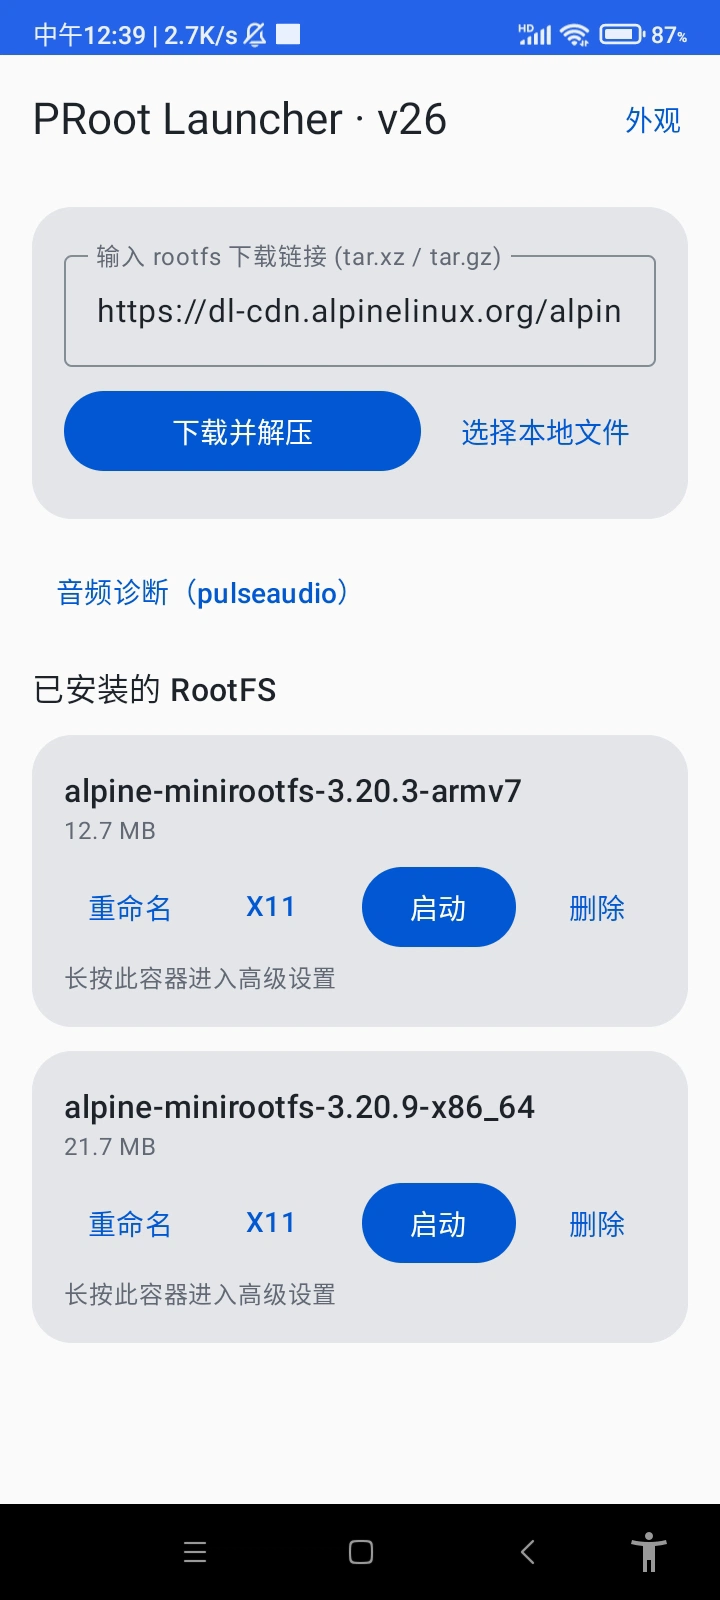 中午12:39 | 2.7K/s HD 87%
PRoot Launcher · v26 外观
输入 rootfs 下载链接 (tar.xz / tar.gz)
https://dl-cdn.alpinelinux.org/alpin
下载并解压 选择本地文件
音频诊断（pulseaudio）
已安装的 RootFS
alpine-minirootfs-3.20.3-armv7
12.7 MB
重命名 X11 启动 删除
长按此容器进入高级设置
alpine-minirootfs-3.20.9-x86_64
21.7 MB
重命名 X11 启动 删除
长按此容器进入高级设置